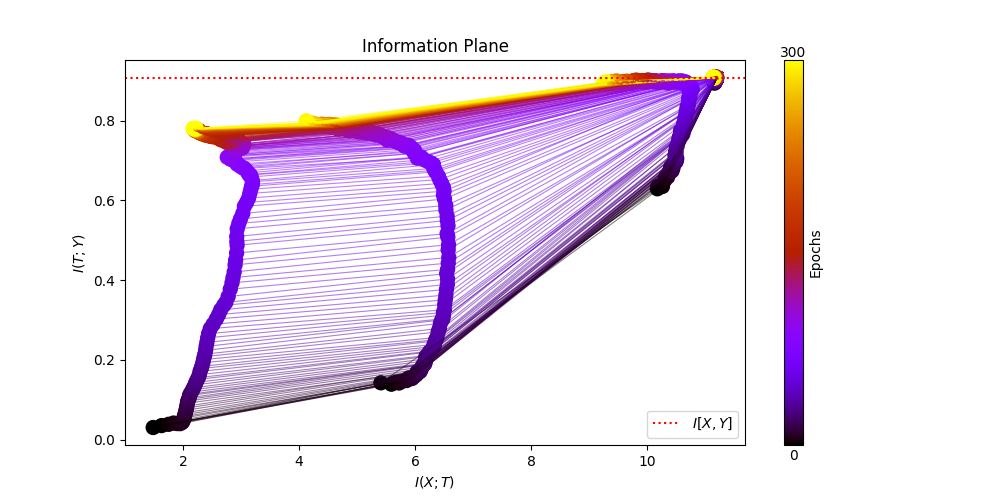 Information Plane
300
0.8
0.6
0.4
0.2
0.0
I(T; Y)
2
4
6
8
10
I(X; T)
I[X, Y]
Epochs
0